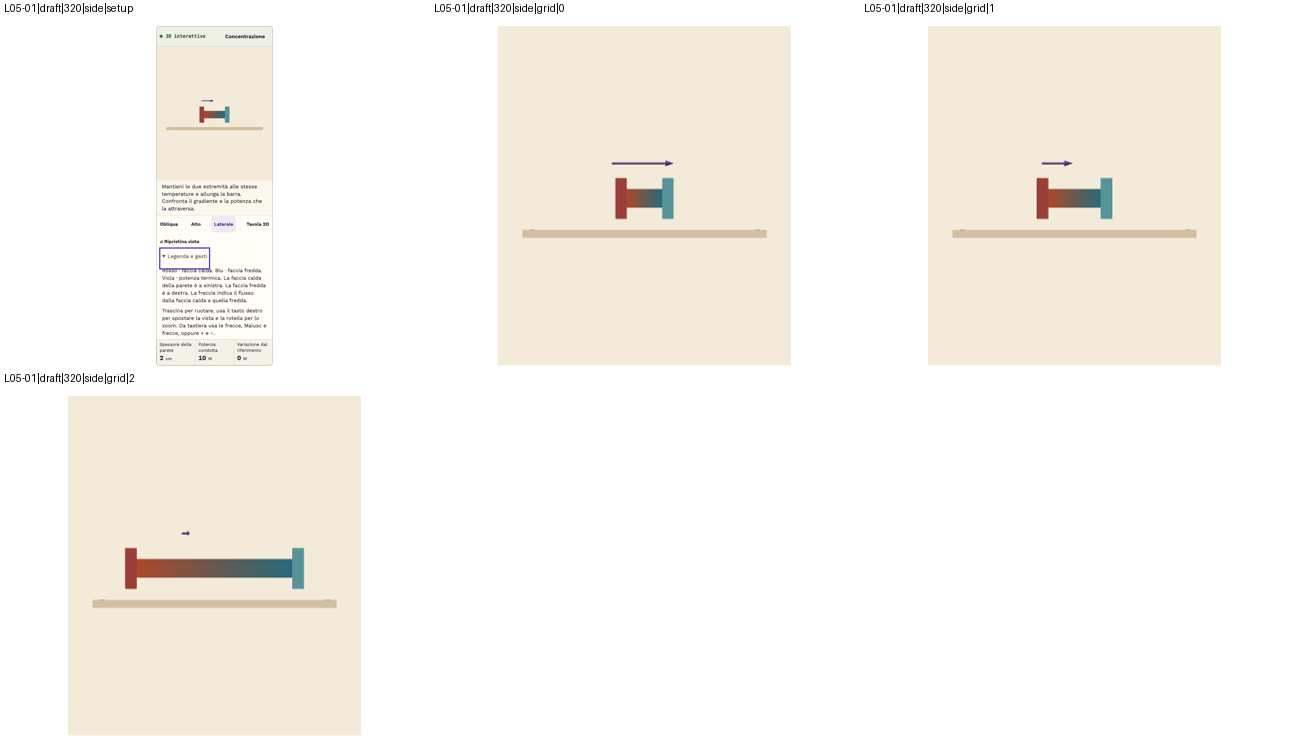 L05-01|draft|320|side|setup
L05-01|draft|320|side|grid|0
L05-01|draft|320|side|grid|1
3D interattivo Concentrazione
Mantieni le due estremità alle stesse
temperature e allunga la barra.
Confronta il gradiente e la potenza che
la attraversa.
Obliqua Alto Laterale Tavola 2D
Ripristina vista
▾ Legenda e gesti
Rosso · faccia calda. Blu · faccia fredda.
Viola · potenza termica. La faccia calda
della parete è a sinistra. La faccia fredda
è a destra. La freccia indica il flusso
dalla faccia calda a quella fredda.
Trascina per ruotare, usa il tasto destro
per spostare la vista e la rotella per lo
zoom. Da tastiera usa le frecce, Maiusc e
frecce, oppure + e −.
Spessore della Potenza Variazione dal
parete condotta riferimento
2 cm 10 W 0 W
L05-01|draft|320|side|grid|2